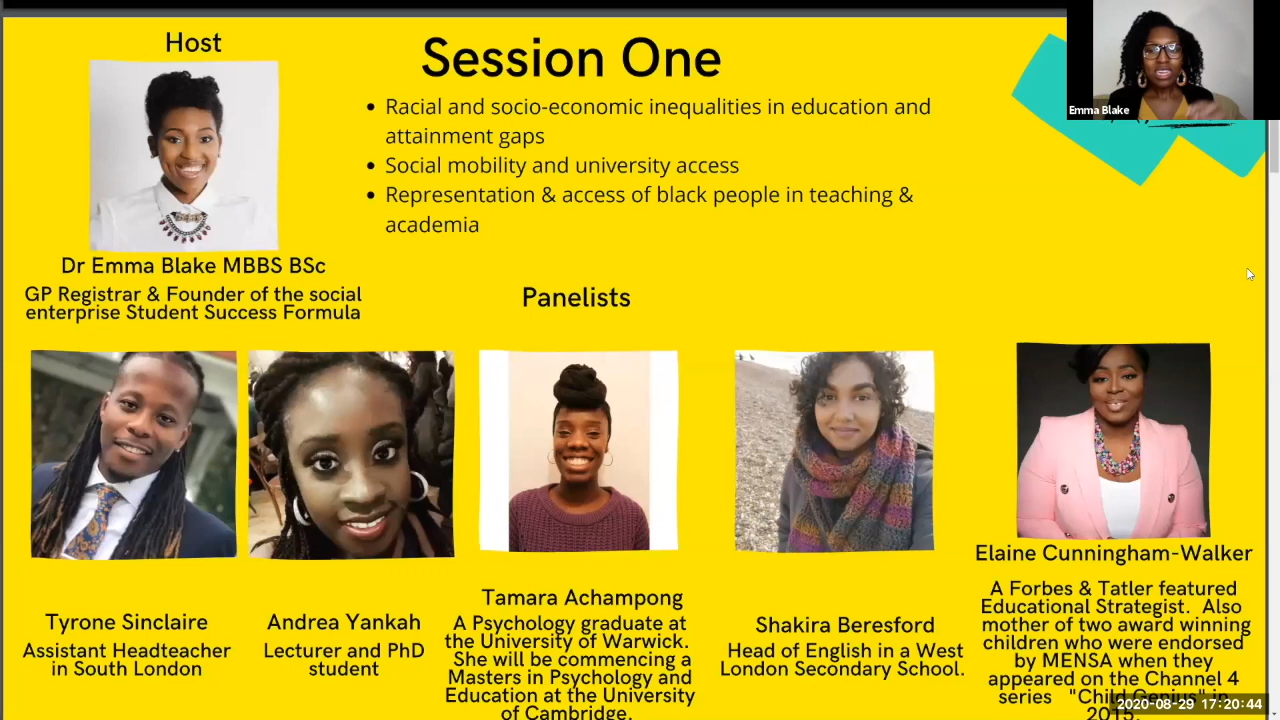 Host
Session One
Racial and socio-economic inequalities in education and
attainment gaps
Social mobility and university access
Representation & access of black people in teaching &
academia
Emma Blake
Dr Emma Blake MBBS BSc
GP Registrar & Founder of the social
enterprise Student Success Formula
Panelists
Tyrone Sinclaire
Assistant Headteacher
in South London
Andrea Yankah
Lecturer and PhD
student
Tamara Achampong
A Psychology graduate at
the University of Warwick.
She will be commencing a
Masters in Psychology and
Education at the University
of Cambridge.
Shakira Beresford
Head of English in a West
London Secondary School.
Elaine Cunningham-Walker
A Forbes & Tatler featured
Educational Strategist. Also
mother of two award winning
children who were endorsed
by MENSA when they
appeared on the Channel 4
series "Child Genius" in
2015.
2020-08-29 17:20:44